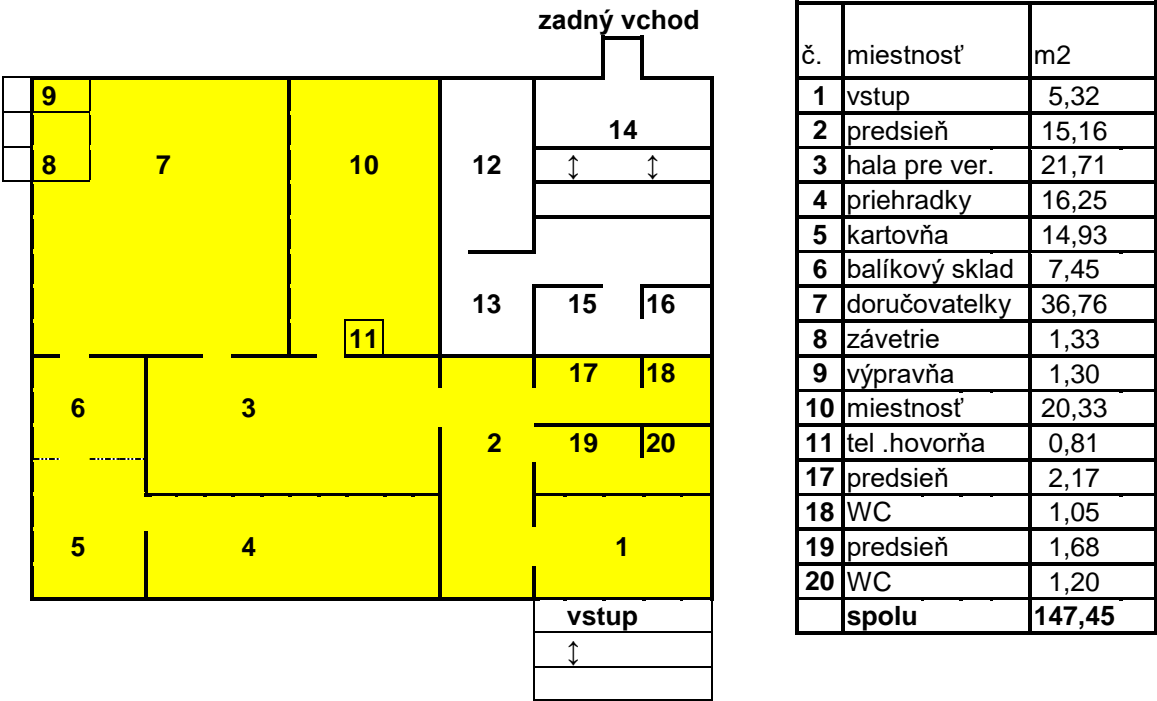 zadný vchod
9
14
8 7 10 12 ↕ ↕
13 15 16
11
17 18
6 3
2 19 20
5 4 1
vstup
↕
č. miestnosť m2
1 vstup 5,32
2 predsieň 15,16
3 hala pre ver. 21,71
4 priehradky 16,25
5 kartovňa 14,93
6 balíkový sklad 7,45
7 doručovatelky 36,76
8 závetrie 1,33
9 výpravňa 1,30
10 miestnosť 20,33
11 tel .hovorňa 0,81
17 predsieň 2,17
18 WC 1,05
19 predsieň 1,68
20 WC 1,20
spolu 147,45